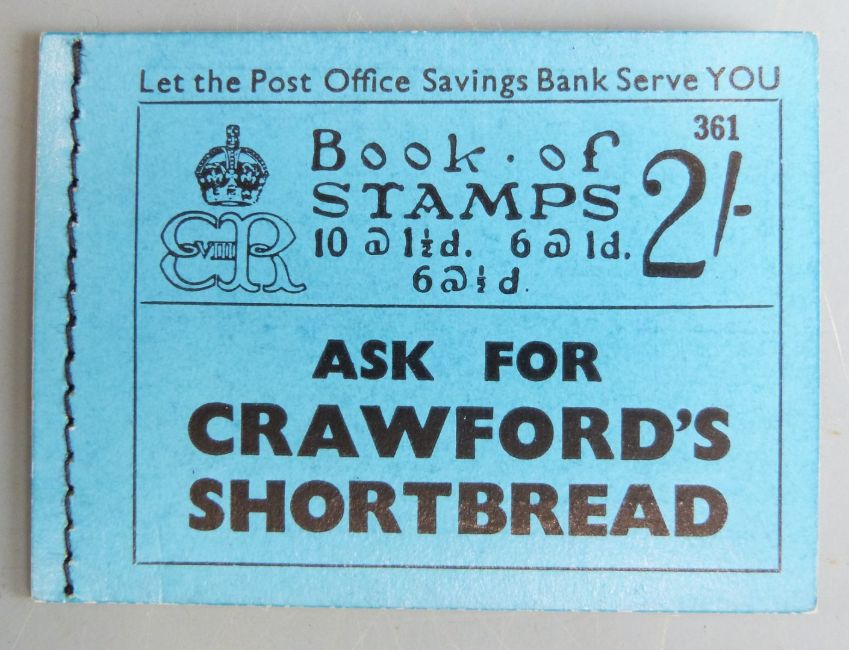 Let the Post Office Savings Bank Serve YOU
361
Book · of
STAMPS
2/-
10 @ 1½d. 6 @ 1d.
6 @ ½d.
EVIIIR
ASK FOR
CRAWFORD'S
SHORTBREAD